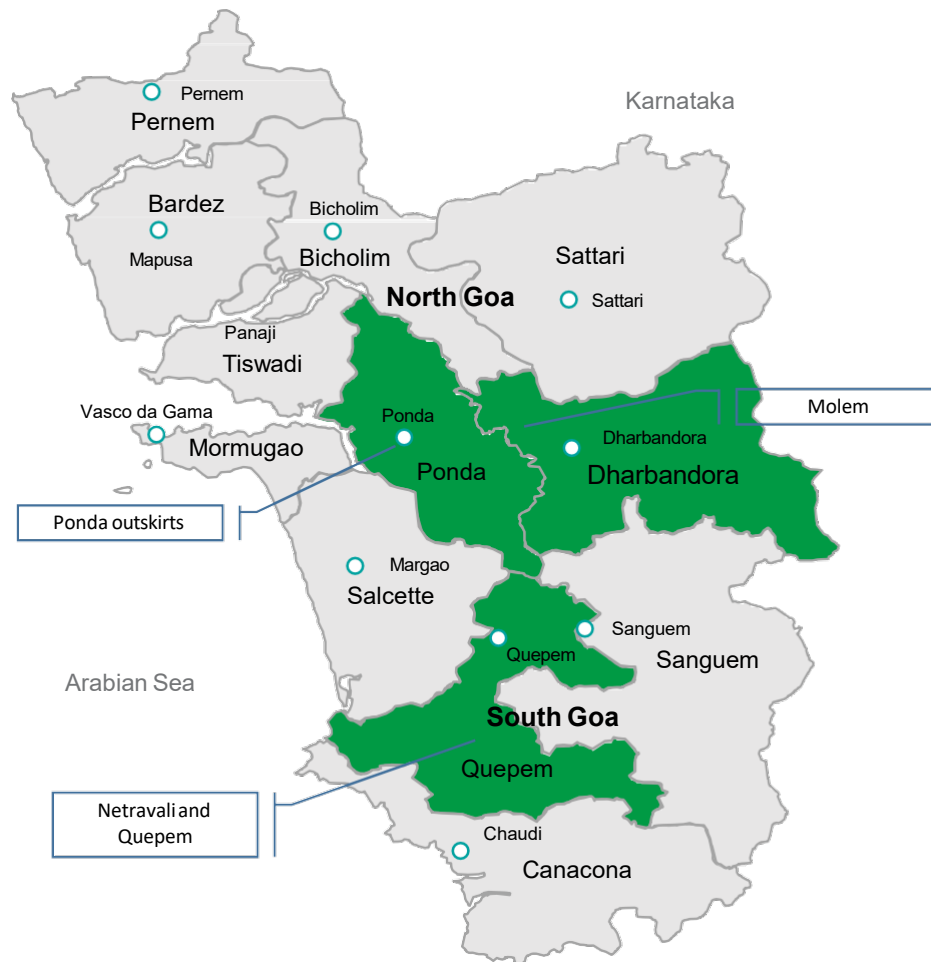 Karnataka
Pernem
Pernem
Bardez
Mapusa
Bicholim
Bicholim
Sattari
Sattari
North Goa
Panaji
Tiswadi
Molem
Vasco da Gama
Mormugao
Ponda
Ponda
Dharbandora
Dharbandora
Ponda outskirts
Margao
Salcette
Sanguem
Sanguem
Quepem
Arabian Sea
South Goa
Quepem
Netravali and
Quepem
Chaudi
Canacona